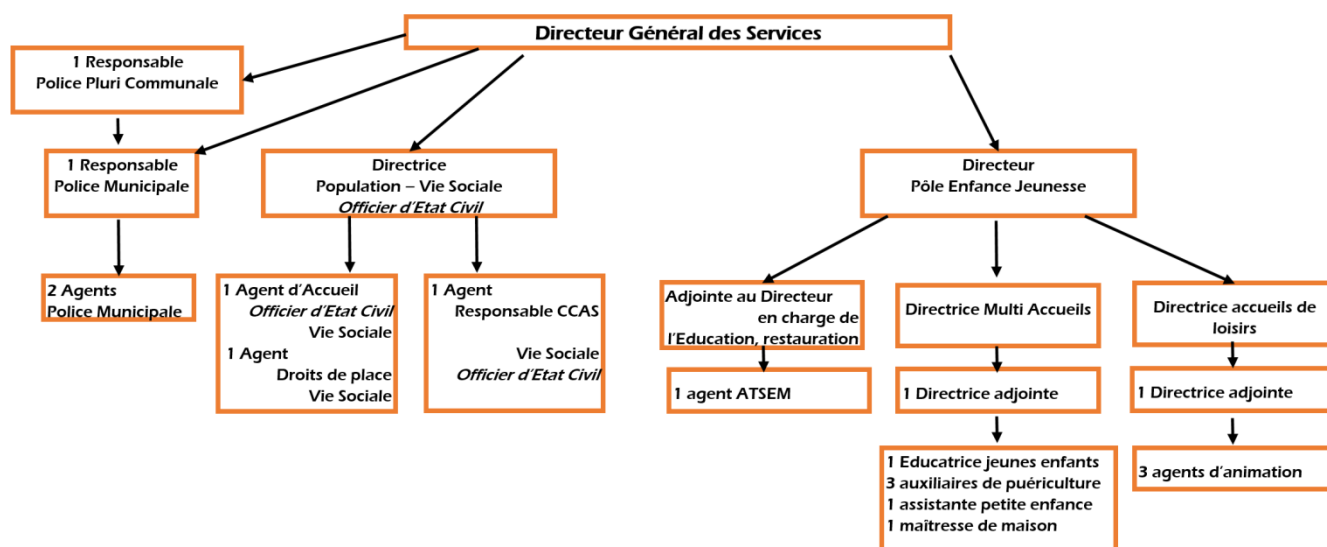 Directeur Général des Services
1 Responsable
Police Pluri Communale
1 Responsable
Police Municipale
Directrice
Population – Vie Sociale
Officier d'Etat Civil
Directeur
Pôle Enfance Jeunesse
2 Agents
Police Municipale
1 Agent d'Accueil
Officier d'Etat Civil
Vie Sociale
1 Agent
Droits de place
Vie Sociale
1 Agent
Responsable CCAS
Vie Sociale
Officier d'Etat Civil
Adjointe au Directeur
en charge de
l'Education, restauration
Directrice Multi Accueils
Directrice accueils de
loisirs
1 agent ATSEM
1 Directrice adjointe
1 Directrice adjointe
1 Educatrice jeunes enfants
3 auxiliaires de puériculture
1 assistante petite enfance
1 maîtresse de maison
3 agents d'animation